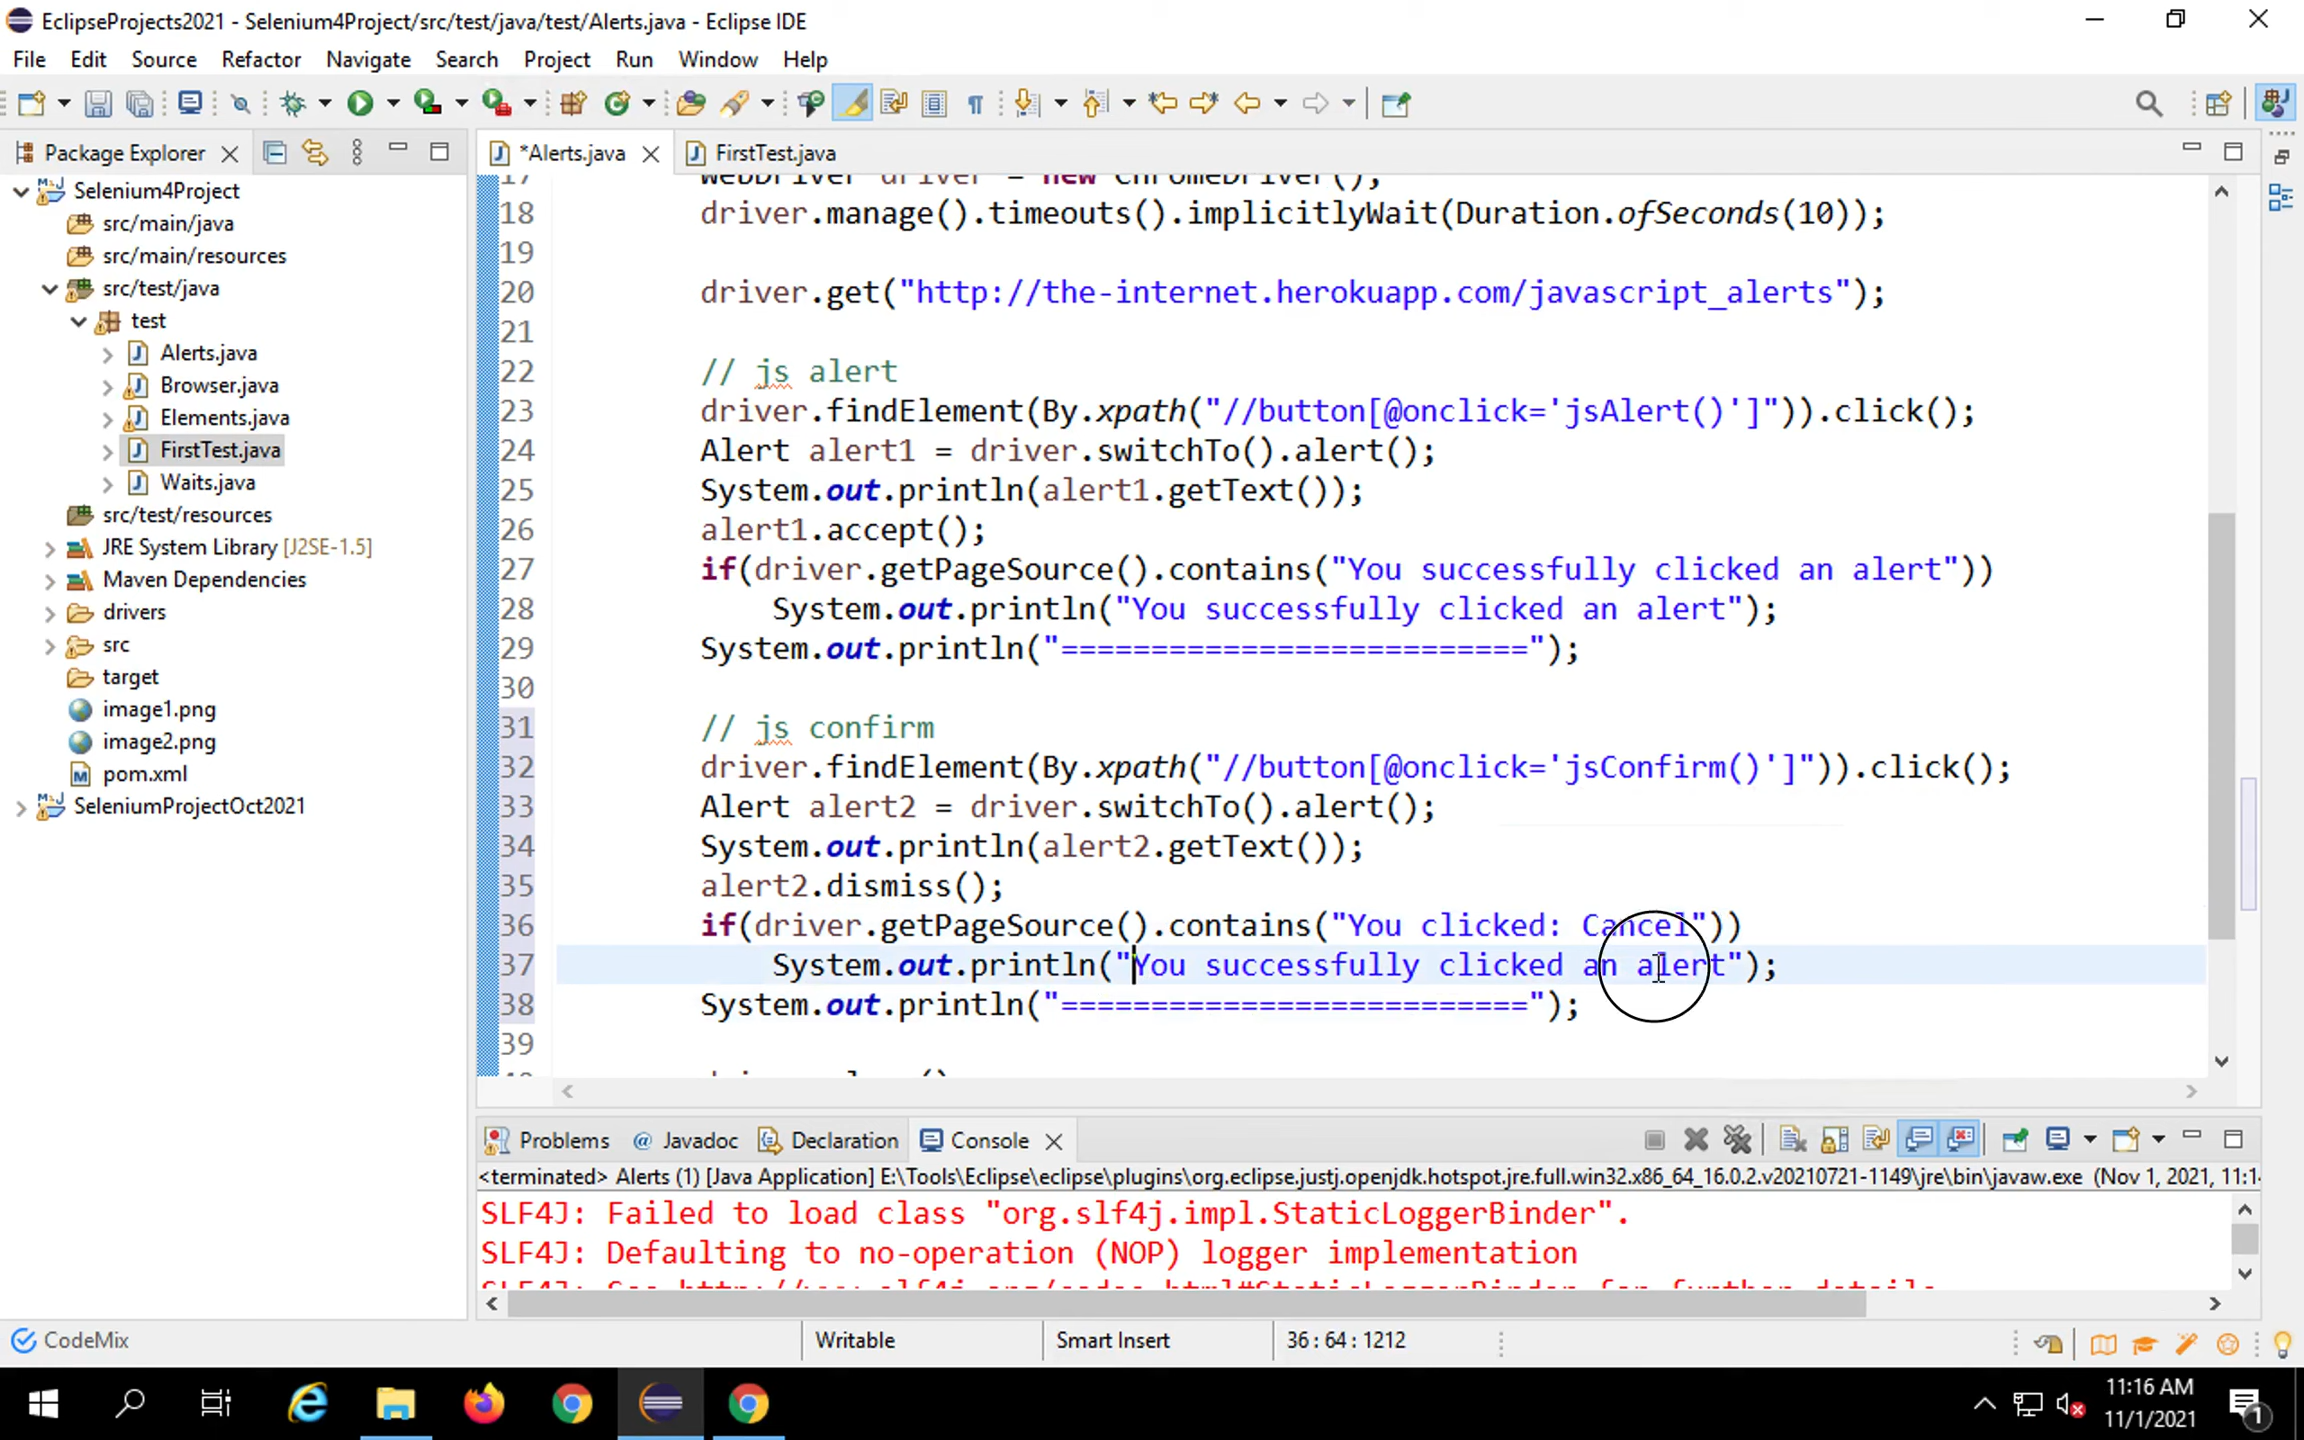 EclipseProjects2021 - Selenium4Project/src/test/java/test/Alerts.java - Eclipse IDE
File Edit Source Refactor Navigate Search Project Run Window Help
Package Explorer
Selenium4Project
src/main/java
src/main/resources
src/test/java
test
Alerts.java
Browser.java
Elements.java
FirstTest.java
Waits.java
src/test/resources
JRE System Library [J2SE-1.5]
Maven Dependencies
drivers
src
target
image1.png
image2.png
pom.xml
SeleniumProjectOct2021
*Alerts.java FirstTest.java
17 WebDriver driver = new ChromeDriver();
18 driver.manage().timeouts().implicitlyWait(Duration.ofSeconds(10));
19
20 driver.get("http://the-internet.herokuapp.com/javascript_alerts");
21
22 // js alert
23 driver.findElement(By.xpath("//button[@onclick='jsAlert()']")).click();
24 Alert alert1 = driver.switchTo().alert();
25 System.out.println(alert1.getText());
26 alert1.accept();
27 if(driver.getPageSource().contains("You successfully clicked an alert"))
28 System.out.println("You successfully clicked an alert");
29 System.out.println("==========================");
30
31 // js confirm
32 driver.findElement(By.xpath("//button[@onclick='jsConfirm()']")).click();
33 Alert alert2 = driver.switchTo().alert();
34 System.out.println(alert2.getText());
35 alert2.dismiss();
36 if(driver.getPageSource().contains("You clicked: Cancel"))
37 System.out.println("You successfully clicked an alert");
38 System.out.println("==========================");
39
Problems @ Javadoc Declaration Console
<terminated> Alerts (1) [Java Application] E:\Tools\Eclipse\eclipse\plugins\org.eclipse.justj.openjdk.hotspot.jre.full.win32.x86_64_16.0.2.v20210721-1149\jre\bin\javaw.exe (Nov 1, 2021, 11:1
SLF4J: Failed to load class "org.slf4j.impl.StaticLoggerBinder".
SLF4J: Defaulting to no-operation (NOP) logger implementation
CodeMix Writable Smart Insert 36 : 64 : 1212
11:16 AM
11/1/2021
1